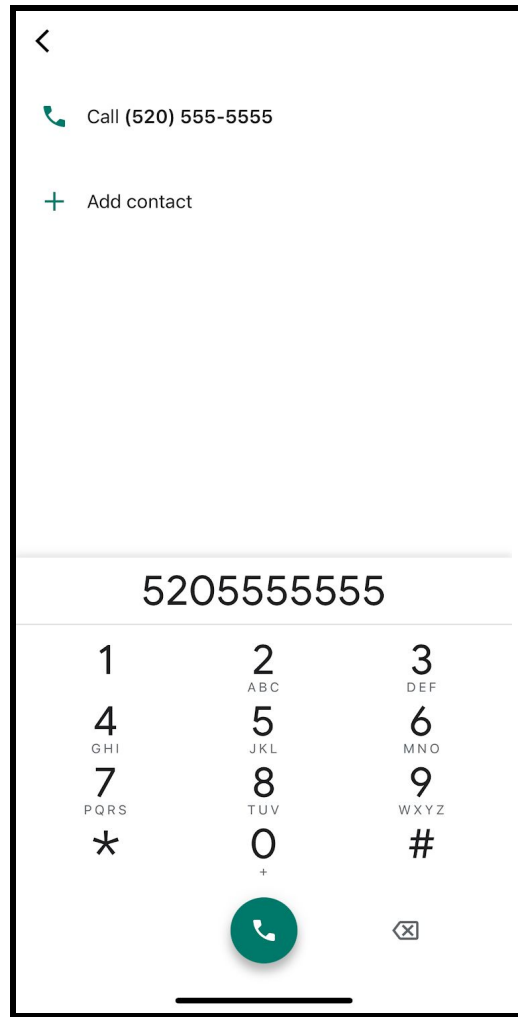 Call (520) 555-5555
Add contact
5205555555
1 2 3
ABC DEF
4 5 6
GHI JKL MNO
7 8 9
PQRS TUV WXYZ
* 0 #
+